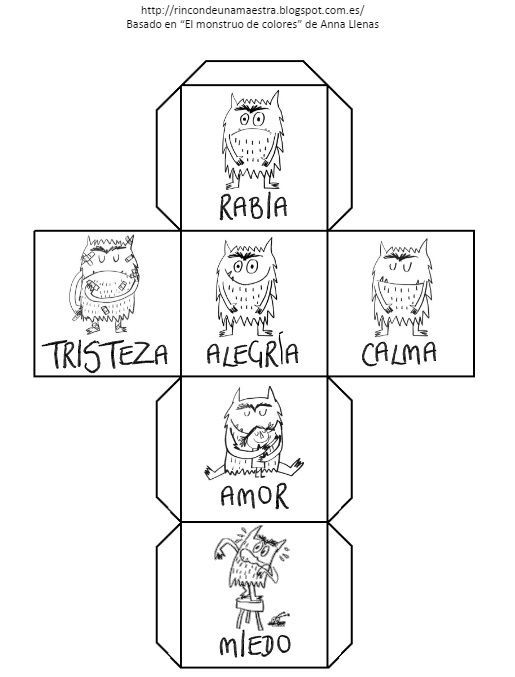 http://rincondeunamaestra.blogspot.com.es/
Basado en “El monstruo de colores” de Anna Llenas
RABIA
TRISTEZA
ALEGRÍA
CALMA
AMOR
MIEDO